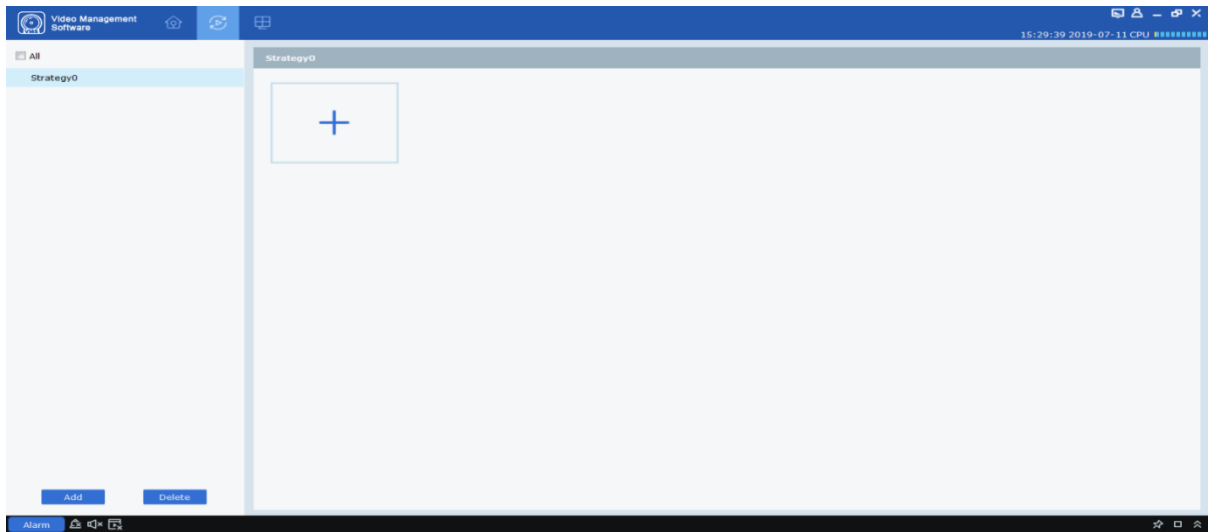 Video Management
Software
15:29:39 2019-07-11 CPU
All
Strategy0
Strategy0
Add
Delete
Alarm